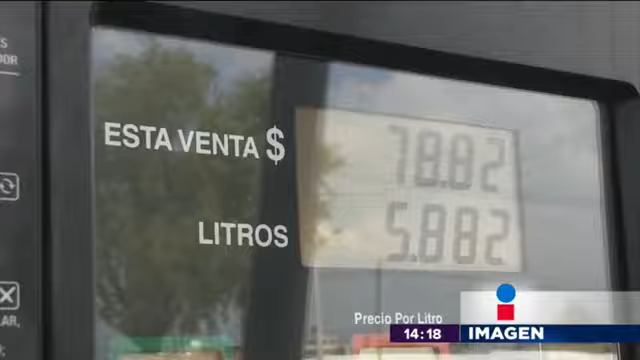 ESTA VENTA $ 78.82
LITROS 5.882
Precio Por Litro
14:18 IMAGEN